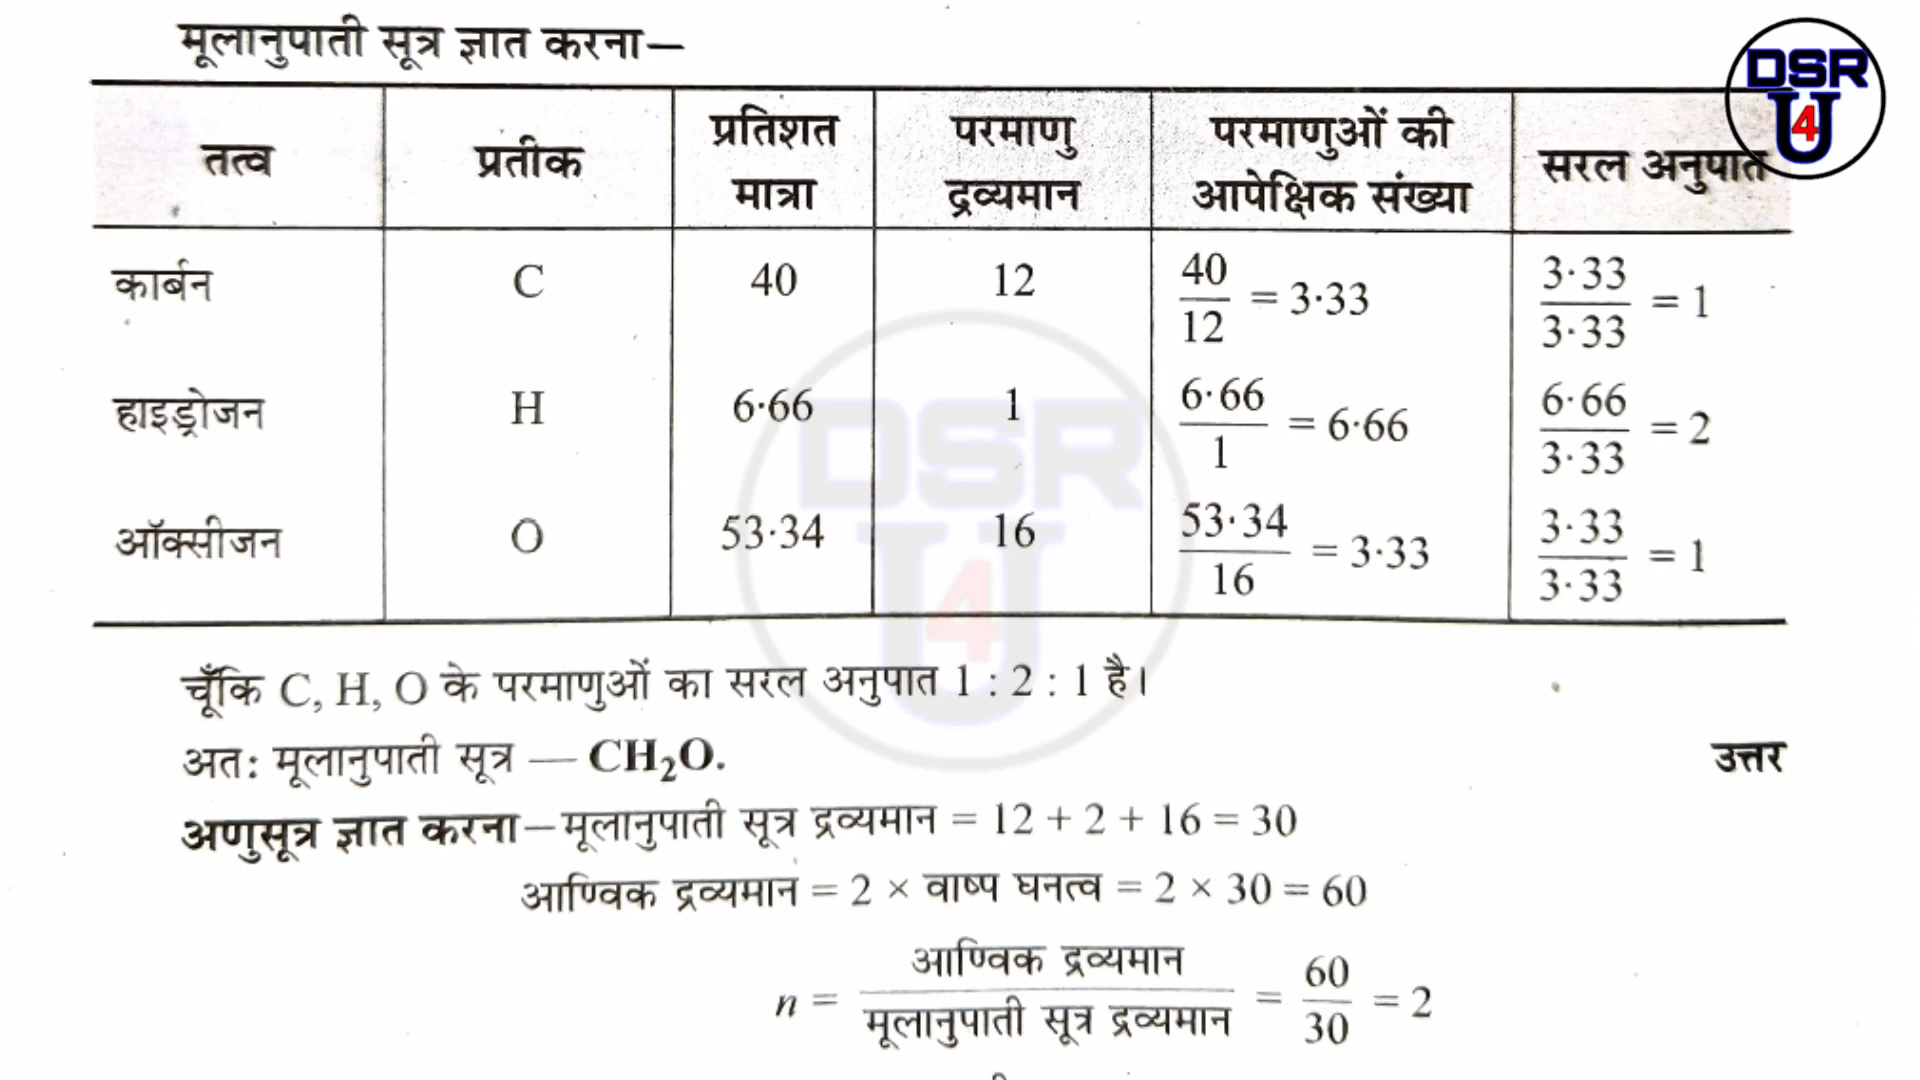 मूलानुपाती सूत्र ज्ञात करना—
तत्व प्रतीक प्रतिशत मात्रा परमाणु द्रव्यमान परमाणुओं की आपेक्षिक संख्या सरल अनुपात
कार्बन C 40 12 40/12 = 3·33 3·33/3·33 = 1
हाइड्रोजन H 6·66 1 6·66/1 = 6·66 6·66/3·33 = 2
ऑक्सीजन O 53·34 16 53·34/16 = 3·33 3·33/3·33 = 1
चूँकि C, H, O के परमाणुओं का सरल अनुपात 1 : 2 : 1 है।
अतः मूलानुपाती सूत्र — CH₂O. उत्तर
अणुसूत्र ज्ञात करना—मूलानुपाती सूत्र द्रव्यमान = 12 + 2 + 16 = 30
आण्विक द्रव्यमान = 2 × वाष्प घनत्व = 2 × 30 = 60
n = आण्विक द्रव्यमान/मूलानुपाती सूत्र द्रव्यमान = 60/30 = 2
DSR
4
U
DSR
4
U